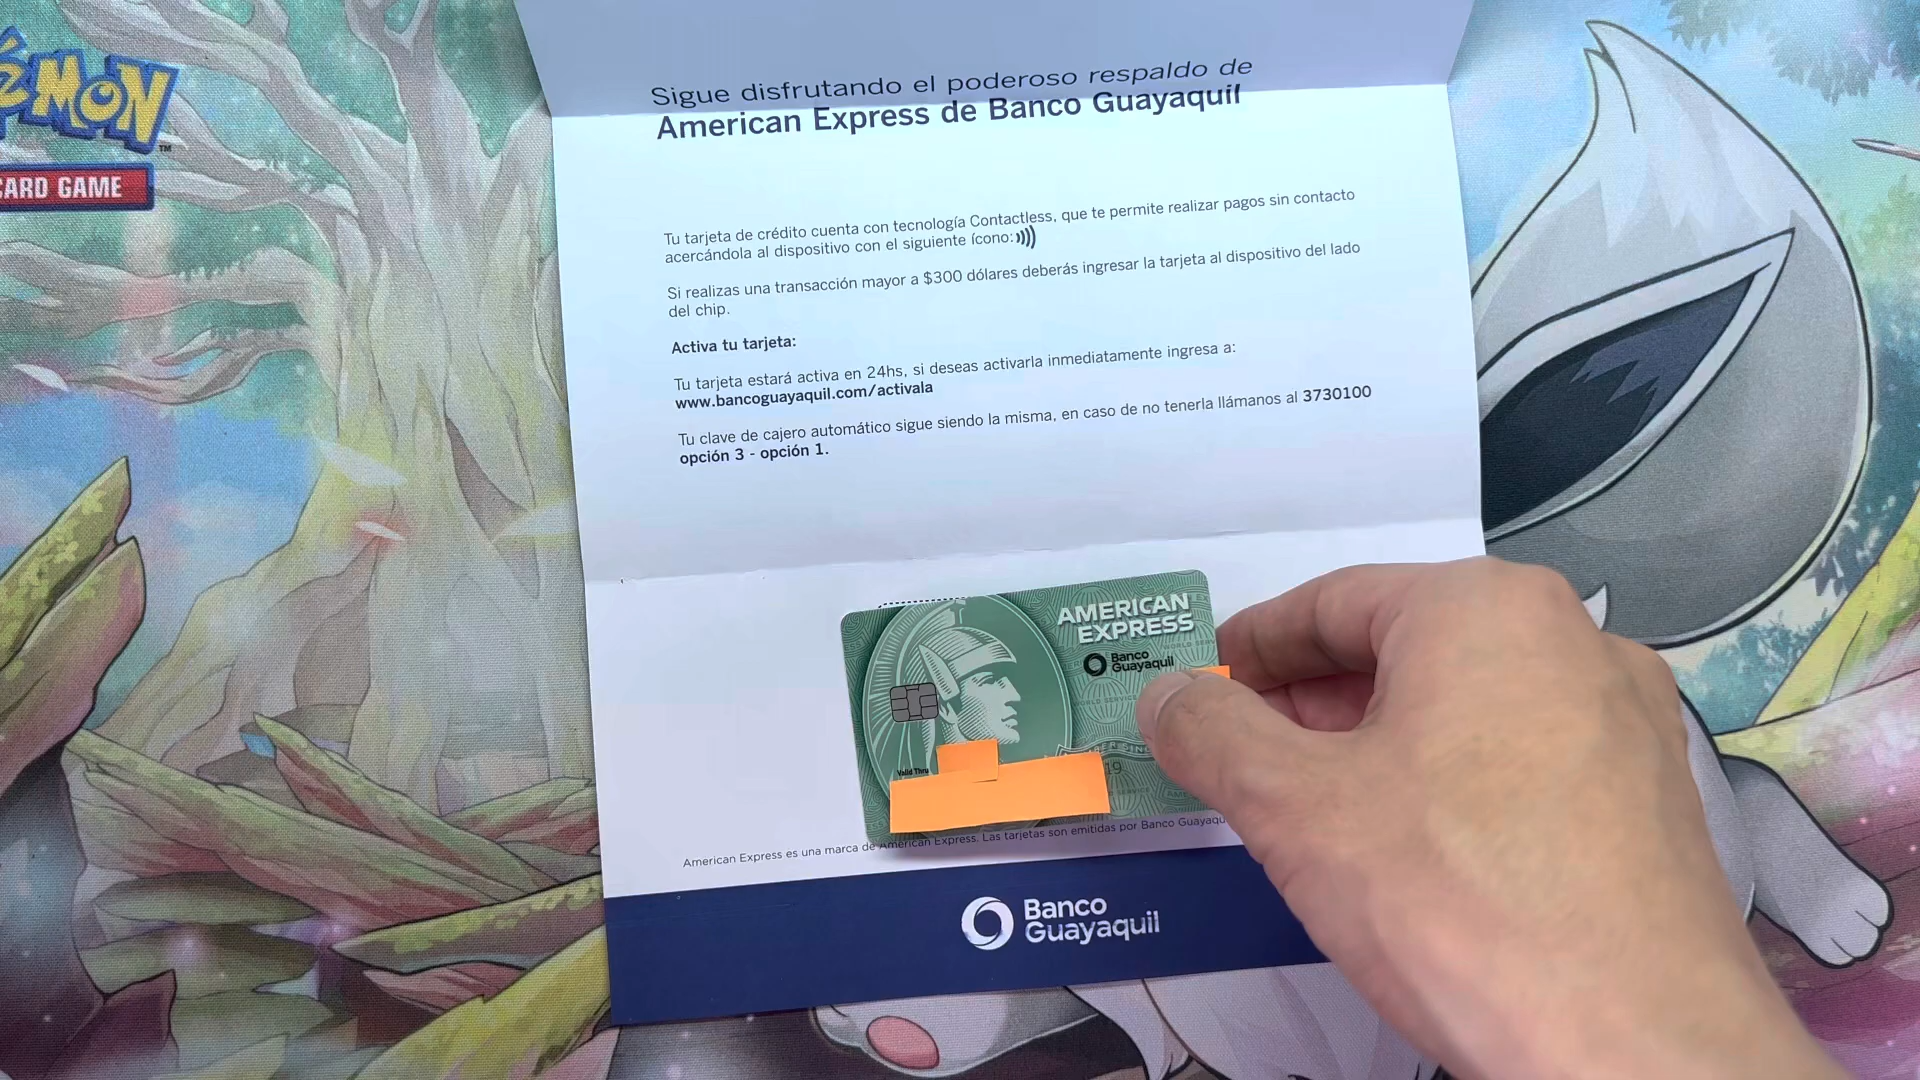 émon
TM
CARD GAME
Sigue disfrutando el poderoso respaldo de
American Express de Banco Guayaquil
Tu tarjeta de crédito cuenta con tecnología Contactless, que te permite realizar pagos sin contacto
acercándola al dispositivo con el siguiente ícono:
Si realizas una transacción mayor a $300 dólares deberás ingresar la tarjeta al dispositivo del lado
del chip.
Activa tu tarjeta:
Tu tarjeta estará activa en 24hs, si deseas activarla inmediatamente ingresa a:
www.bancoguayaquil.com/activala
Tu clave de cajero automático sigue siendo la misma, en caso de no tenerla llámanos al 3730100
opción 3 - opción 1.
AMERICAN
EXPRESS
Banco
Guayaquil
Valid Thru
19
American Express es una marca de American Express. Las tarjetas son emitidas por Banco Guayaqu
Banco
Guayaquil